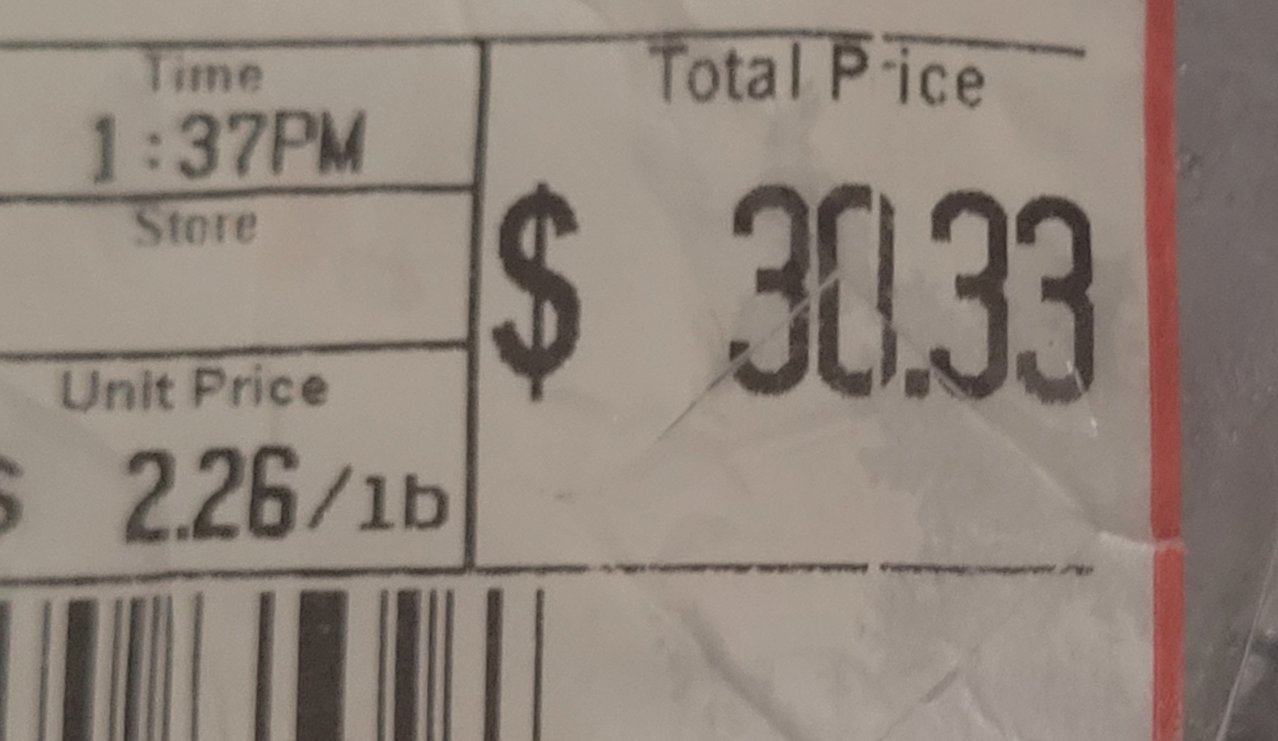 Time
1:37PM
Store
Unit Price
$ 2.26/lb
Total Price
$ 30.33